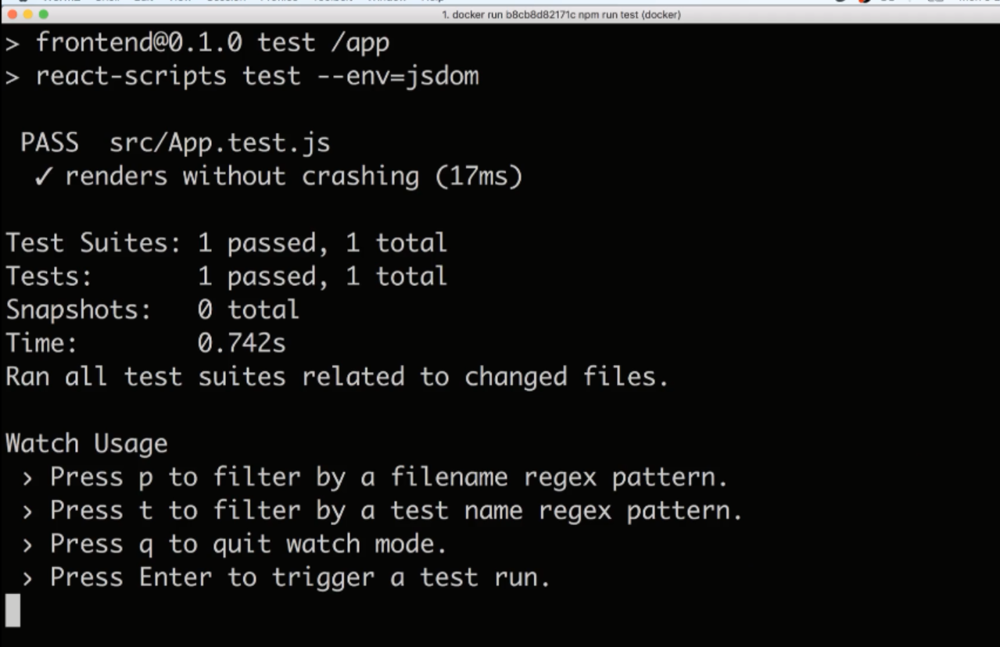 1. docker run b8cb8d82171c npm run test (docker)
> frontend@0.1.0 test /app
> react-scripts test --env=jsdom
PASS src/App.test.js
✓ renders without crashing (17ms)
Test Suites: 1 passed, 1 total
Tests: 1 passed, 1 total
Snapshots: 0 total
Time: 0.742s
Ran all test suites related to changed files.
Watch Usage
› Press p to filter by a filename regex pattern.
› Press t to filter by a test name regex pattern.
› Press q to quit watch mode.
› Press Enter to trigger a test run.